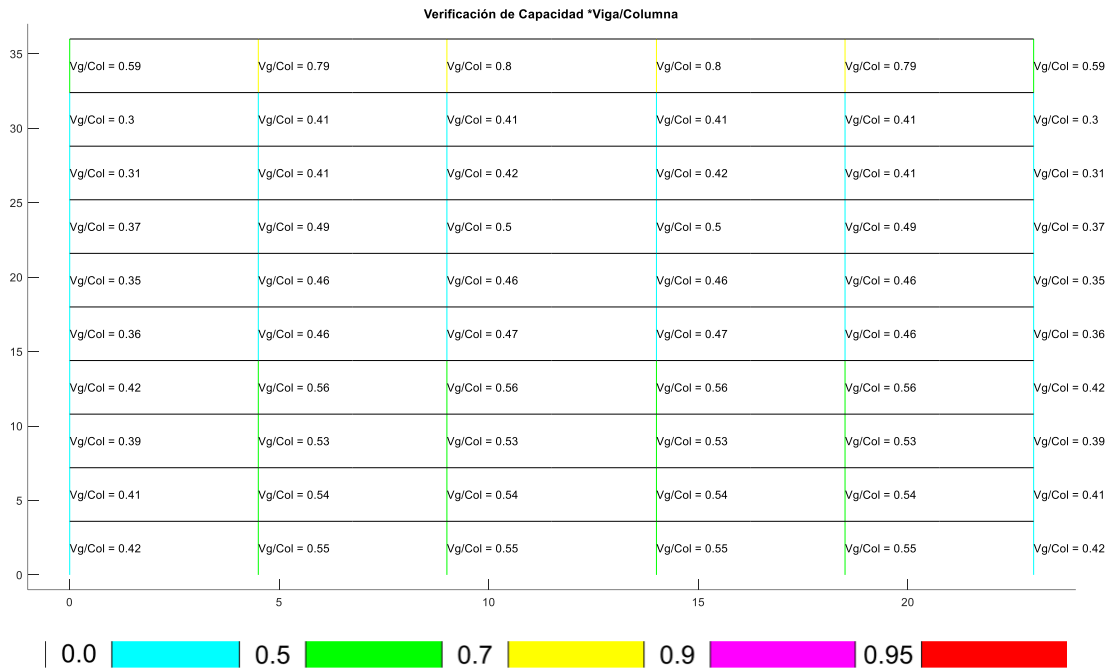 Verificación de Capacidad *Viga/Columna
35
Vg/Col = 0.59 Vg/Col = 0.79 Vg/Col = 0.8 Vg/Col = 0.8 Vg/Col = 0.79 Vg/Col = 0.59
30
Vg/Col = 0.3 Vg/Col = 0.41 Vg/Col = 0.41 Vg/Col = 0.41 Vg/Col = 0.41 Vg/Col = 0.3
Vg/Col = 0.31 Vg/Col = 0.41 Vg/Col = 0.42 Vg/Col = 0.42 Vg/Col = 0.41 Vg/Col = 0.31
25
Vg/Col = 0.37 Vg/Col = 0.49 Vg/Col = 0.5 Vg/Col = 0.5 Vg/Col = 0.49 Vg/Col = 0.37
20
Vg/Col = 0.35 Vg/Col = 0.46 Vg/Col = 0.46 Vg/Col = 0.46 Vg/Col = 0.46 Vg/Col = 0.35
Vg/Col = 0.36 Vg/Col = 0.46 Vg/Col = 0.47 Vg/Col = 0.47 Vg/Col = 0.46 Vg/Col = 0.36
15
Vg/Col = 0.42 Vg/Col = 0.56 Vg/Col = 0.56 Vg/Col = 0.56 Vg/Col = 0.56 Vg/Col = 0.42
10
Vg/Col = 0.39 Vg/Col = 0.53 Vg/Col = 0.53 Vg/Col = 0.53 Vg/Col = 0.53 Vg/Col = 0.39
Vg/Col = 0.41 Vg/Col = 0.54 Vg/Col = 0.54 Vg/Col = 0.54 Vg/Col = 0.54 Vg/Col = 0.41
5
Vg/Col = 0.42 Vg/Col = 0.55 Vg/Col = 0.55 Vg/Col = 0.55 Vg/Col = 0.55 Vg/Col = 0.42
0
0 5 10 15 20
0.0 0.5 0.7 0.9 0.95